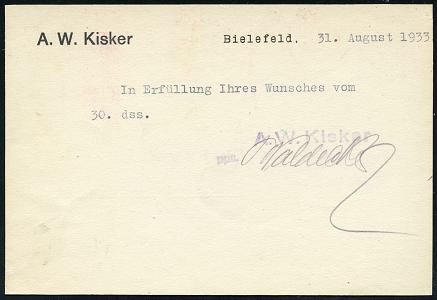 A. W. Kisker Bielefeld, 31. August 1933
In Erfüllung Ihres Wunsches vom
30. dss.
A. W. Kisker
ppa.